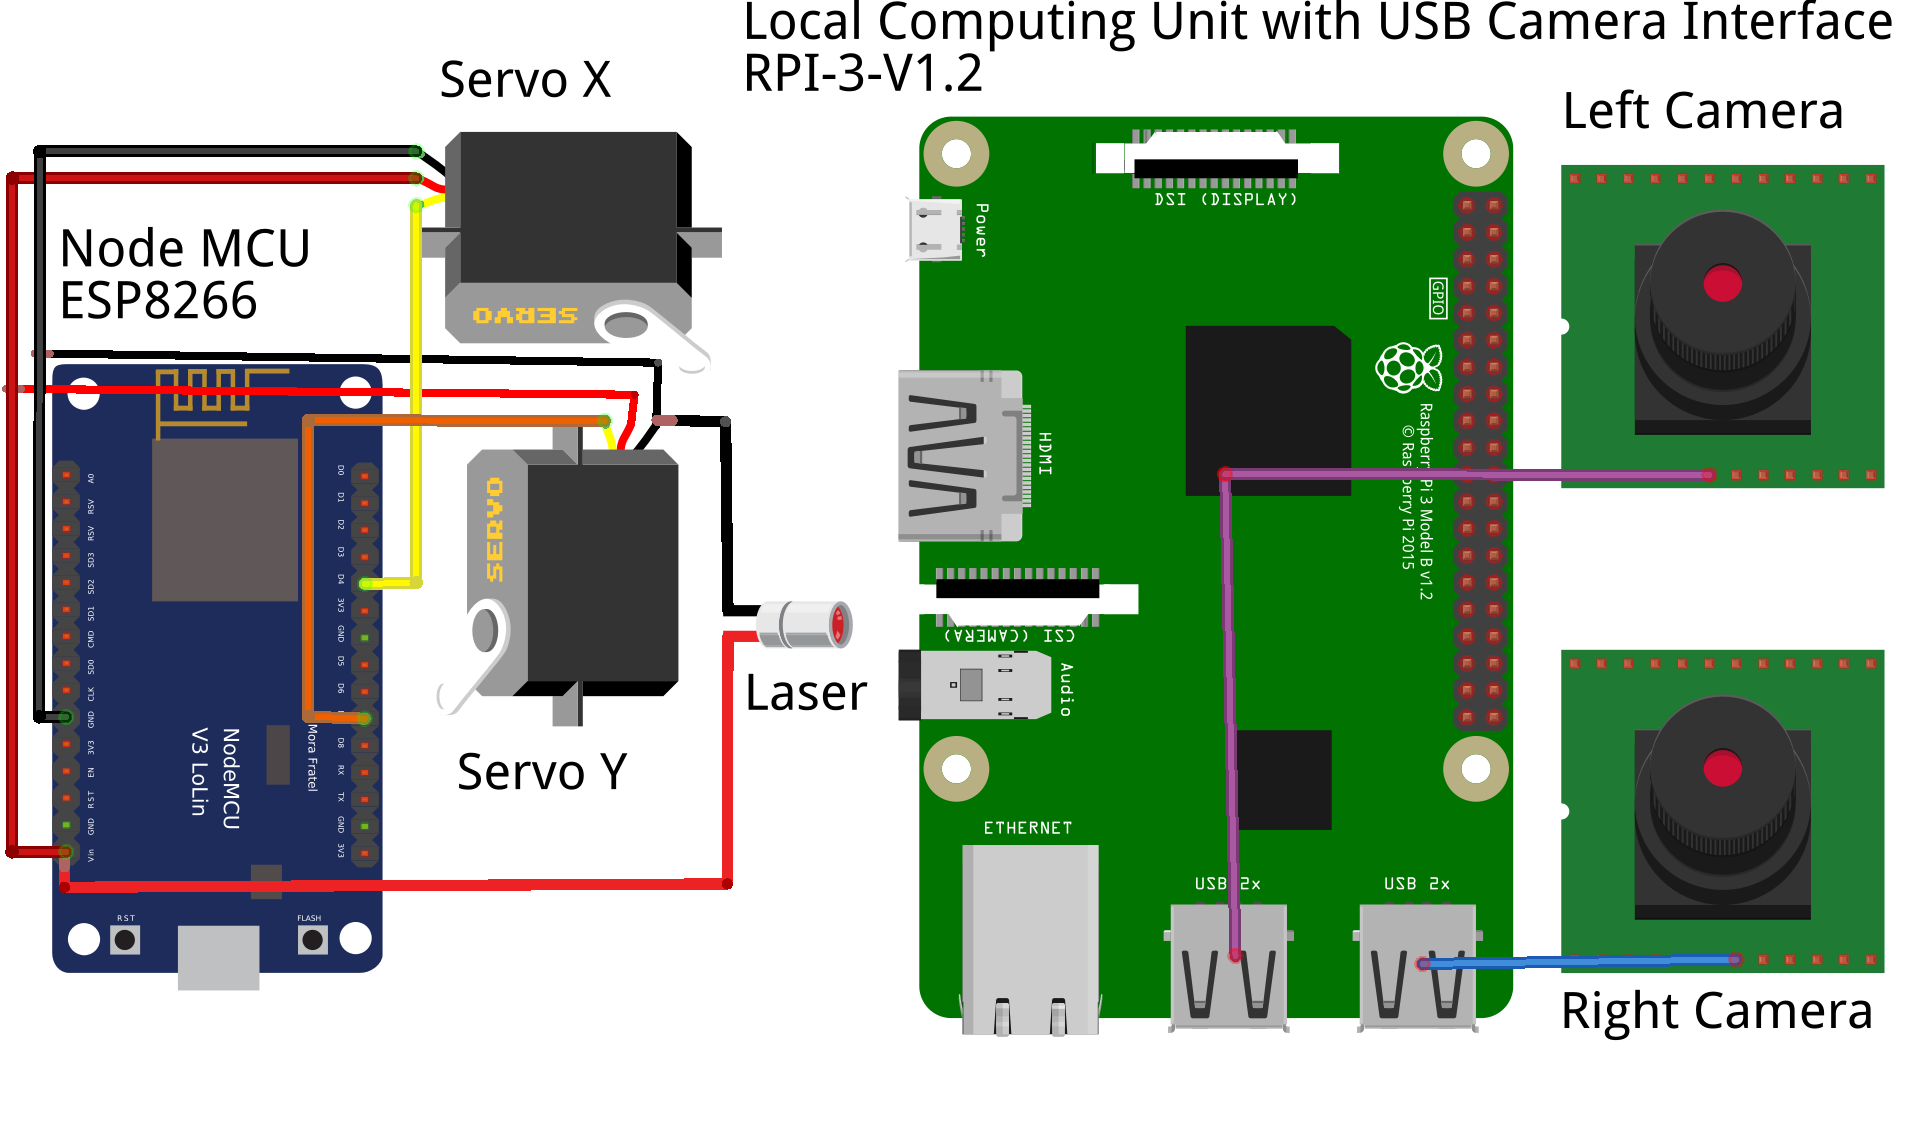 Local Computing Unit with USB Camera Interface
RPI-3-V1.2
Servo X
Left Camera
Node MCU
ESP8266
SERVO
DSI (DISPLAY)
Power
GPIO
HDMI
Raspberry Pi 3 Model B v1.2
© Raspberry Pi 2015
A0
RSV
RSV
SD3
SD2
SD1
CMD
SD0
CLK
GND
3V3
EN
RST
GND
Vin
D0
D1
D2
D3
D4
3V3
GND
D5
D6
D8
RX
TX
GND
3V3
SERVO
CSI (CAMERA)
Audio
Laser
Servo Y
NodeMCU
V3 LoLin
Mora Fratel
ETHERNET
USB 2x
USB 2x
RST
FLASH
Right Camera